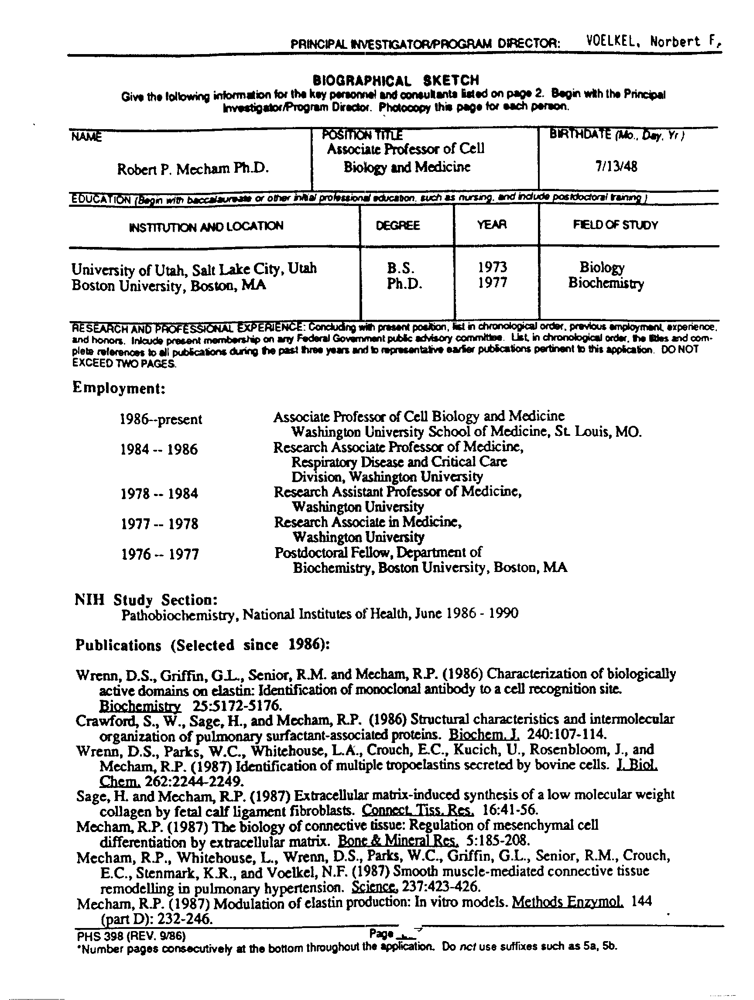 PRINCIPAL INVESTIGATOR/PROGRAM DIRECTOR: VOELKEL, Norbert F.
BIOGRAPHICAL SKETCH
Give the following information for the key personnel and consultants listed on page 2. Begin with the Principal
Investigator/Program Director. Photocopy this page for each person.
NAME
POSITION TITLE
BIRTHDATE (Mo., Day, Yr.)
Robert P. Mecham Ph.D.
Associate Professor of Cell
Biology and Medicine
7/13/48
EDUCATION (Begin with baccalaureate or other initial professional education, such as nursing, and include postdoctoral training.)
INSTITUTION AND LOCATION DEGREE YEAR FIELD OF STUDY
University of Utah, Salt Lake City, Utah B.S. 1973 Biology
Boston University, Boston, MA Ph.D. 1977 Biochemistry
RESEARCH AND PROFESSIONAL EXPERIENCE: Concluding with present position, list in chronological order, previous employment, experience,
and honors. Inlcude present membership on any Federal Government public advisory committee. List, in chronological order, the titles and com-
plete references to all publications during the past three years and to representative earlier publications pertinent to this application. DO NOT
EXCEED TWO PAGES.
Employment:
1986--present Associate Professor of Cell Biology and Medicine
Washington University School of Medicine, St. Louis, MO.
1984 -- 1986 Research Associate Professor of Medicine,
Respiratory Disease and Critical Care
Division, Washington University
1978 -- 1984 Research Assistant Professor of Medicine,
Washington University
1977 -- 1978 Research Associate in Medicine,
Washington University
1976 -- 1977 Postdoctoral Fellow, Department of
Biochemistry, Boston University, Boston, MA
NIH Study Section:
Pathobiochemistry, National Institutes of Health, June 1986 - 1990
Publications (Selected since 1986):
Wrenn, D.S., Griffin, G.L., Senior, R.M. and Mecham, R.P. (1986) Characterization of biologically
active domains on elastin: Identification of monoclonal antibody to a cell recognition site.
Biochemistry 25:5172-5176.
Crawford, S., W., Sage, H., and Mecham, R.P. (1986) Structural characteristics and intermolecular
organization of pulmonary surfactant-associated proteins. Biochem. J. 240:107-114.
Wrenn, D.S., Parks, W.C., Whitehouse, L.A., Crouch, E.C., Kucich, U., Rosenbloom, J., and
Mecham, R.P. (1987) Identification of multiple tropoelastins secreted by bovine cells. J. Biol.
Chem. 262:2244-2249.
Sage, H. and Mecham, R.P. (1987) Extracellular matrix-induced synthesis of a low molecular weight
collagen by fetal calf ligament fibroblasts. Connect. Tiss. Res. 16:41-56.
Mecham, R.P. (1987) The biology of connective tissue: Regulation of mesenchymal cell
differentiation by extracellular matrix. Bone & Mineral Res. 5:185-208.
Mecham, R.P., Whitehouse, L., Wrenn, D.S., Parks, W.C., Griffin, G.L., Senior, R.M., Crouch,
E.C., Stenmark, K.R., and Voelkel, N.F. (1987) Smooth muscle-mediated connective tissue
remodelling in pulmonary hypertension. Science, 237:423-426.
Mecham, R.P. (1987) Modulation of elastin production: In vitro models. Methods Enzymol. 144
(part D): 232-246.
PHS 398 (REV. 9/86) Page
*Number pages consecutively at the bottom throughout the application. Do not use suffixes such as 5a, 5b.